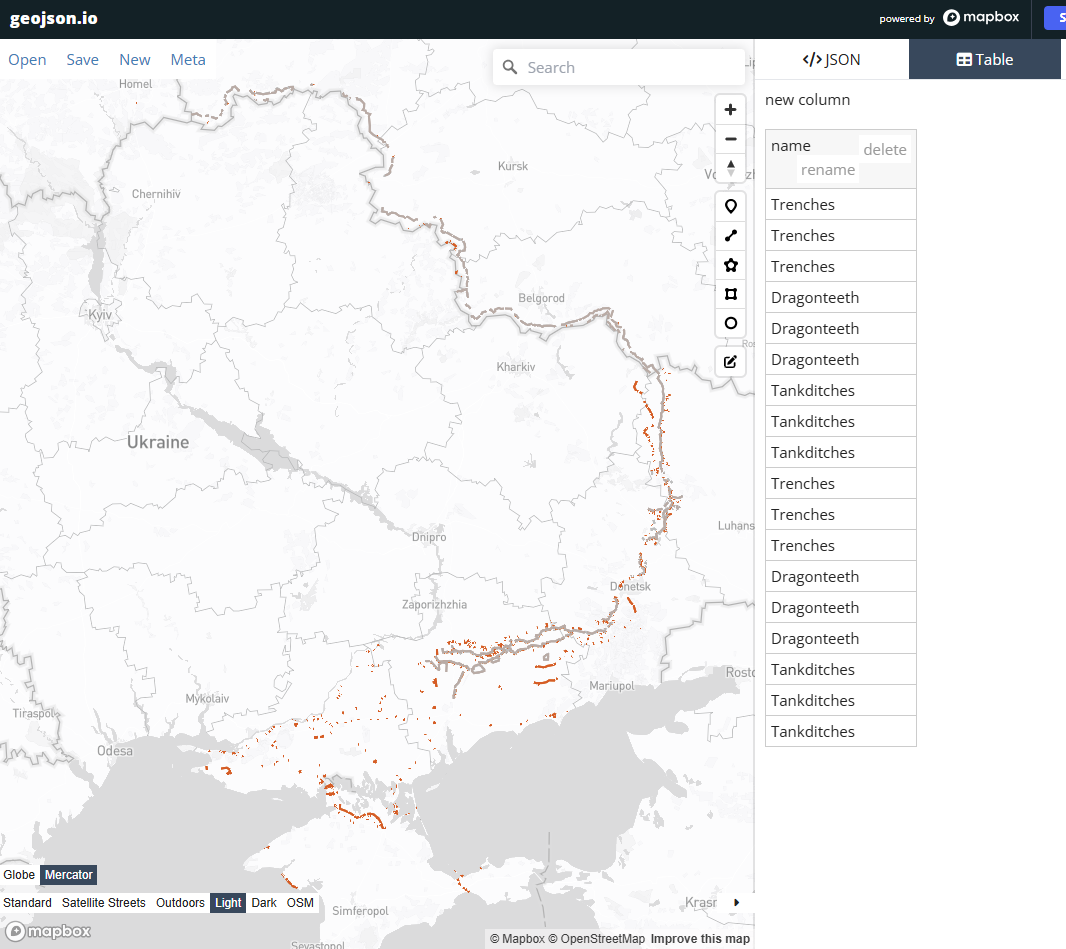 geojson.io
powered by mapbox
Open Save New Meta
Search
JSON
Table
Homel
Kursk
Chernihiv
Kyiv
Belgorod
Kharkiv
Ukraine
Dnipro
Luhans
Donetsk
Zaporizhzhia
Mariupol
Rosto
Mykolaiv
Tiraspol
Odesa
Simferopol
Krasr
Sevastopol
new column
name
delete
rename
Trenches
Trenches
Trenches
Dragonteeth
Dragonteeth
Dragonteeth
Tankditches
Tankditches
Tankditches
Trenches
Trenches
Trenches
Dragonteeth
Dragonteeth
Dragonteeth
Tankditches
Tankditches
Tankditches
Globe Mercator
Standard Satellite Streets Outdoors Light Dark OSM
mapbox
© Mapbox © OpenStreetMap Improve this map